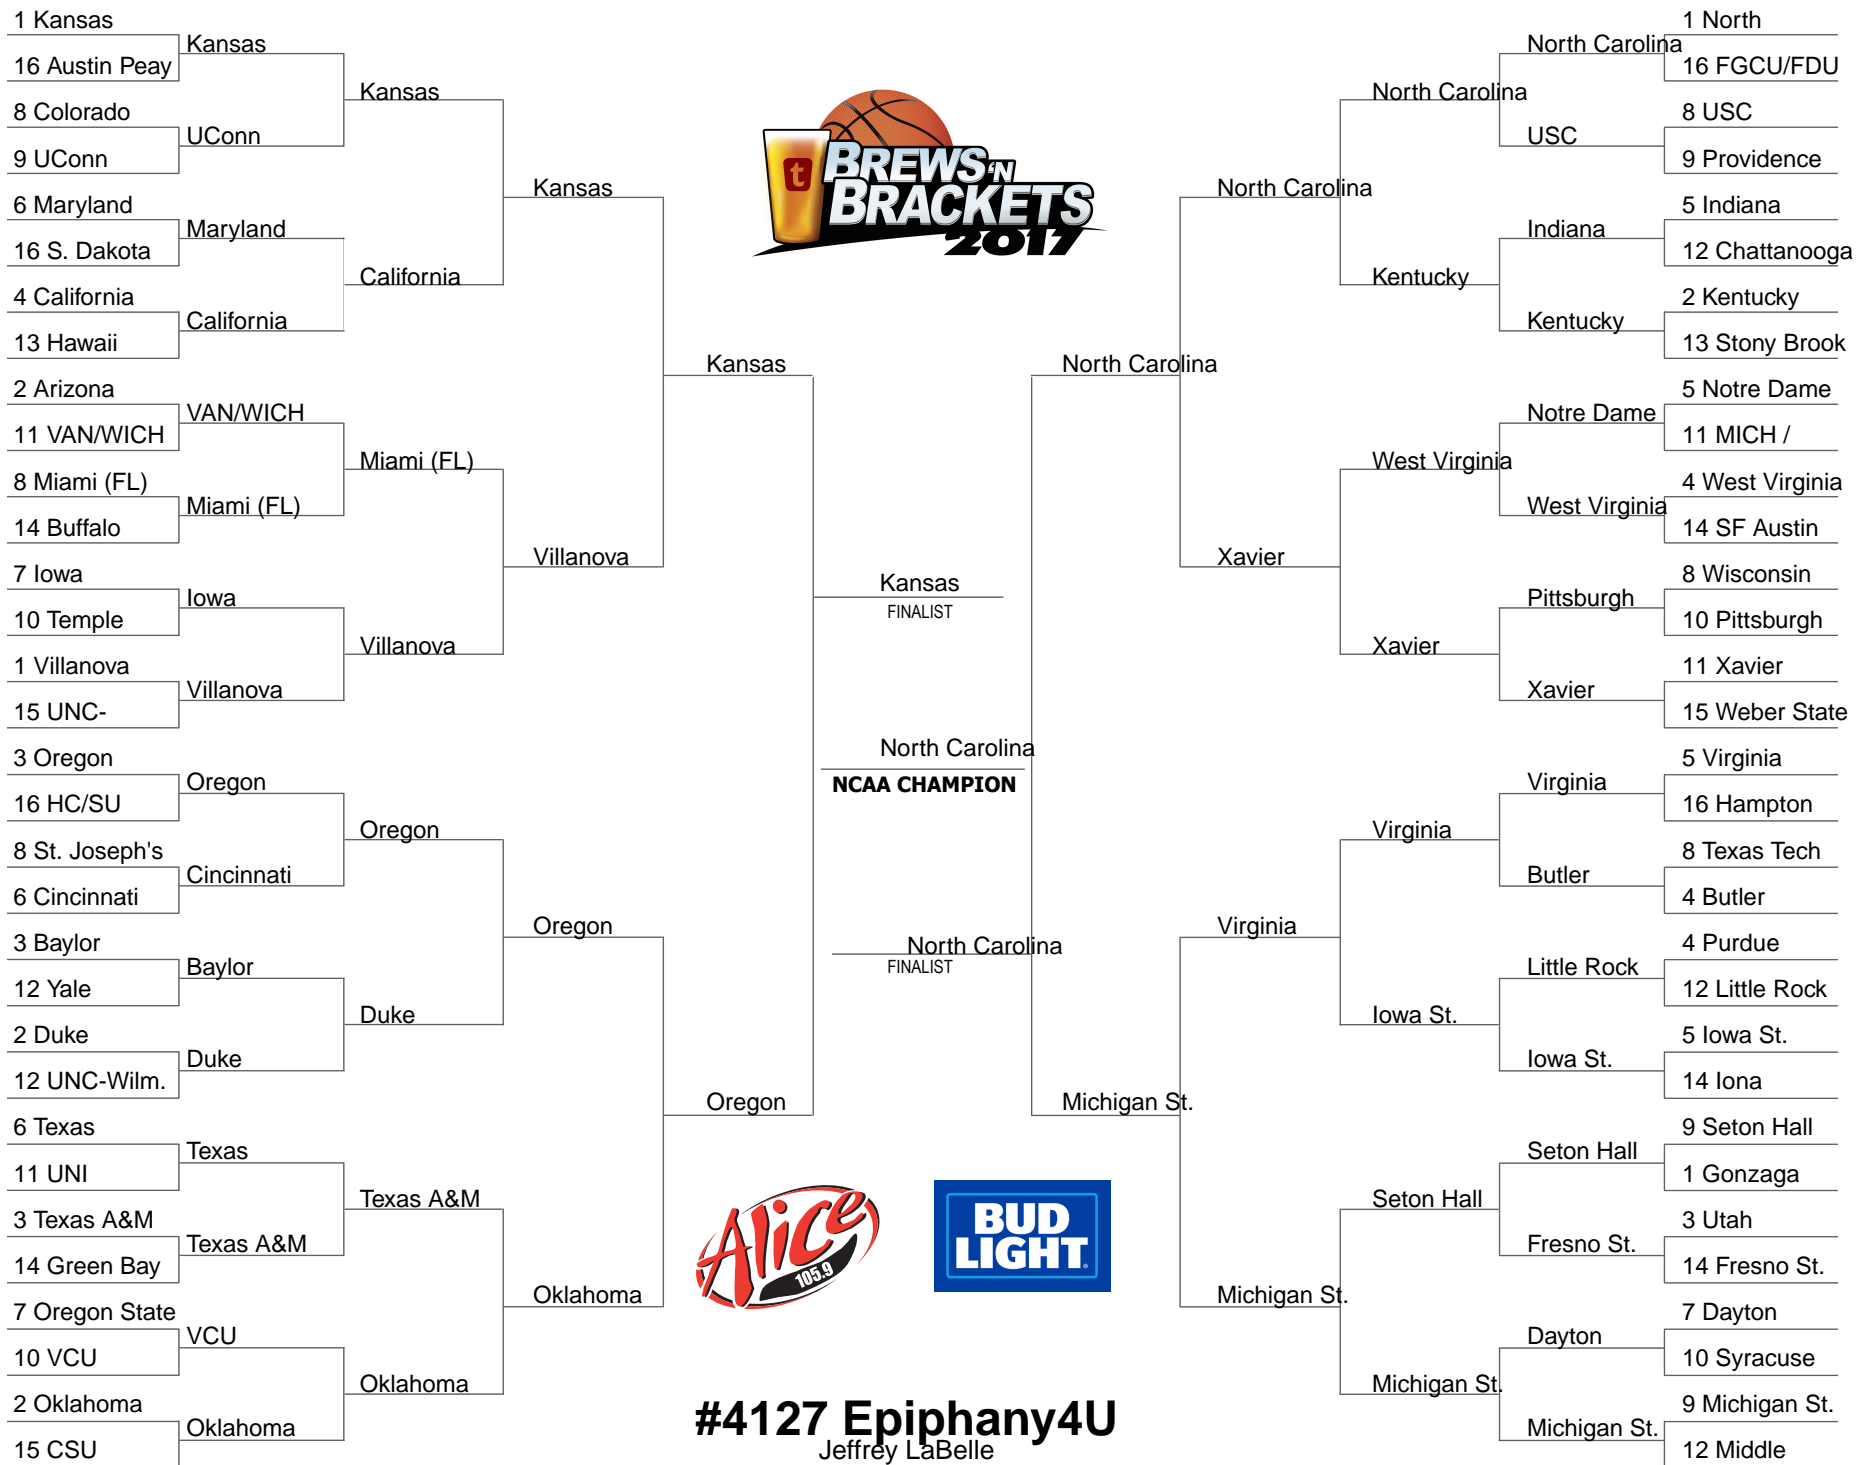 1 Kansas
16 Austin Peay
8 Colorado
9 UConn
6 Maryland
16 S. Dakota
4 California
13 Hawaii
2 Arizona
11 VAN/WICH
8 Miami (FL)
14 Buffalo
7 Iowa
10 Temple
1 Villanova
15 UNC-
3 Oregon
16 HC/SU
8 St. Joseph's
6 Cincinnati
3 Baylor
12 Yale
2 Duke
12 UNC-Wilm.
6 Texas
11 UNI
3 Texas A&M
14 Green Bay
7 Oregon State
10 VCU
2 Oklahoma
15 CSU
Kansas
UConn
Maryland
California
VAN/WICH
Miami (FL)
Iowa
Villanova
Oregon
Cincinnati
Baylor
Duke
Texas
Texas A&M
VCU
Oklahoma
Kansas
California
Miami (FL)
Villanova
Oregon
Duke
Texas A&M
Oklahoma
Kansas
Villanova
Oregon
Oklahoma
Kansas
Oregon
t
BREWS 'N
BRACKETS
2017
Kansas
FINALIST
North Carolina
NCAA CHAMPION
North Carolina
FINALIST
Alice
105.9
BUD
LIGHT
#4127 Epiphany4U
Jeffrey LaBelle
North Carolina
Michigan St.
North Carolina
Xavier
Virginia
Michigan St.
North Carolina
Kentucky
West Virginia
Xavier
Virginia
Iowa St.
Seton Hall
Michigan St.
North Carolina
USC
Indiana
Kentucky
Notre Dame
West Virginia
Pittsburgh
Xavier
Virginia
Butler
Little Rock
Iowa St.
Seton Hall
Fresno St.
Dayton
Michigan St.
1 North
16 FGCU/FDU
8 USC
9 Providence
5 Indiana
12 Chattanooga
2 Kentucky
13 Stony Brook
5 Notre Dame
11 MICH /
4 West Virginia
14 SF Austin
8 Wisconsin
10 Pittsburgh
11 Xavier
15 Weber State
5 Virginia
16 Hampton
8 Texas Tech
4 Butler
4 Purdue
12 Little Rock
5 Iowa St.
14 Iona
9 Seton Hall
1 Gonzaga
3 Utah
14 Fresno St.
7 Dayton
10 Syracuse
9 Michigan St.
12 Middle